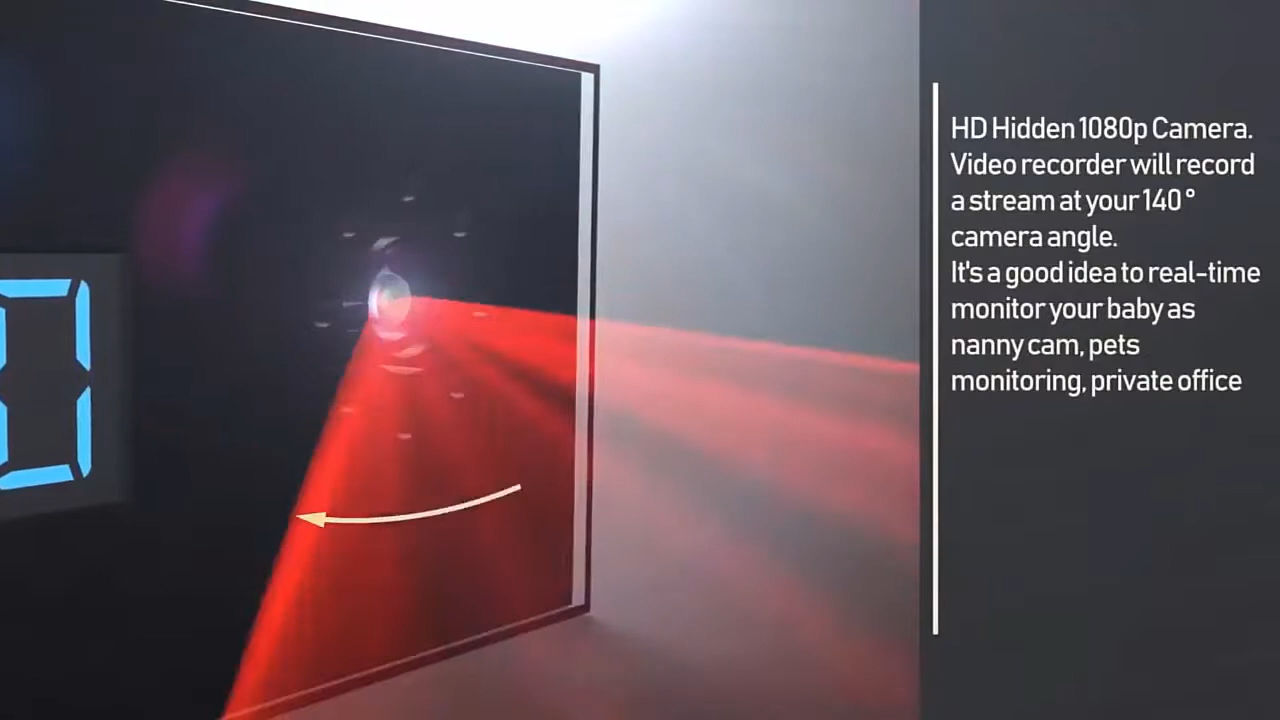 0
HD Hidden 1080p Camera.
Video recorder will record
a stream at your 140°
camera angle.
It's a good idea to real-time
monitor your baby as
nanny cam, pets
monitoring, private office